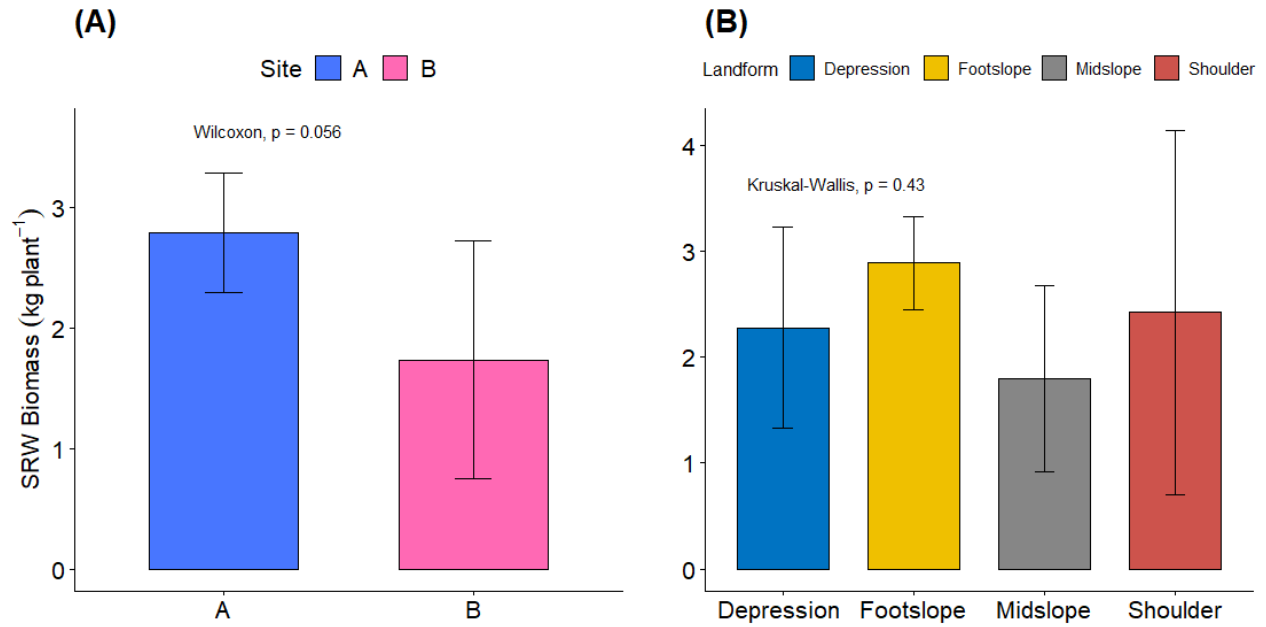 (A)
Site A B
Wilcoxon, p = 0.056
SRW Biomass (kg plant⁻¹)
3
2
1
0
A B
(B)
Landform Depression Footslope Midslope Shoulder
Kruskal-Wallis, p = 0.43
4
3
2
1
0
Depression Footslope Midslope Shoulder